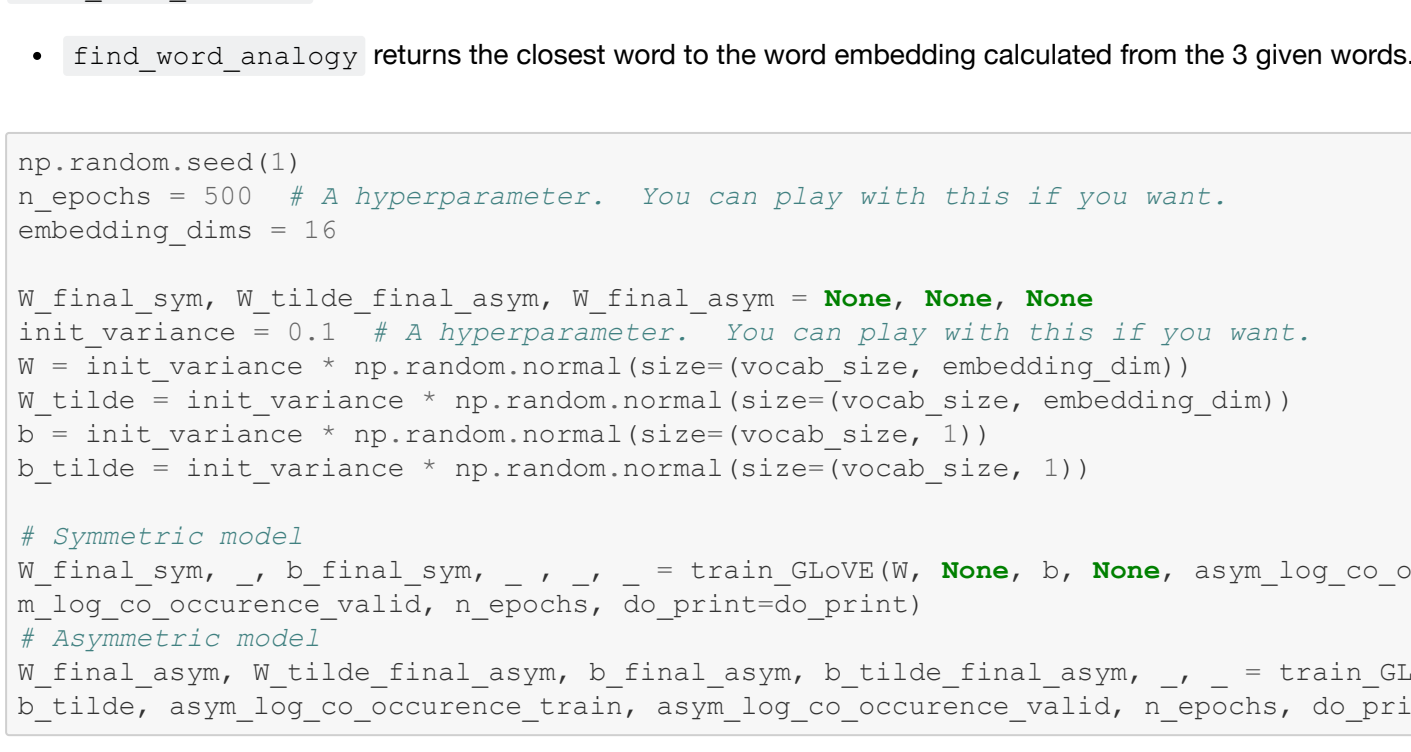 • find_word_analogy returns the closest word to the word embedding calculated from the 3 given words.
np.random.seed(1)
n_epochs = 500  # A hyperparameter.  You can play with this if you want.
embedding_dims = 16
W_final_sym, W_tilde_final_asym, W_final_asym = None, None, None
init_variance = 0.1  # A hyperparameter.  You can play with this if you want.
W = init_variance * np.random.normal(size=(vocab_size, embedding_dim))
W_tilde = init_variance * np.random.normal(size=(vocab_size, embedding_dim))
b = init_variance * np.random.normal(size=(vocab_size, 1))
b_tilde = init_variance * np.random.normal(size=(vocab_size, 1))
# Symmetric model
W_final_sym, _, b_final_sym, _ , _, _ = train_GLoVE(W, None, b, None, asym_log_co_o
m_log_co_occurence_valid, n_epochs, do_print=do_print)
# Asymmetric model
W_final_asym, W_tilde_final_asym, b_final_asym, b_tilde_final_asym, _, _ = train_GL
b_tilde, asym_log_co_occurence_train, asym_log_co_occurence_valid, n_epochs, do_pri